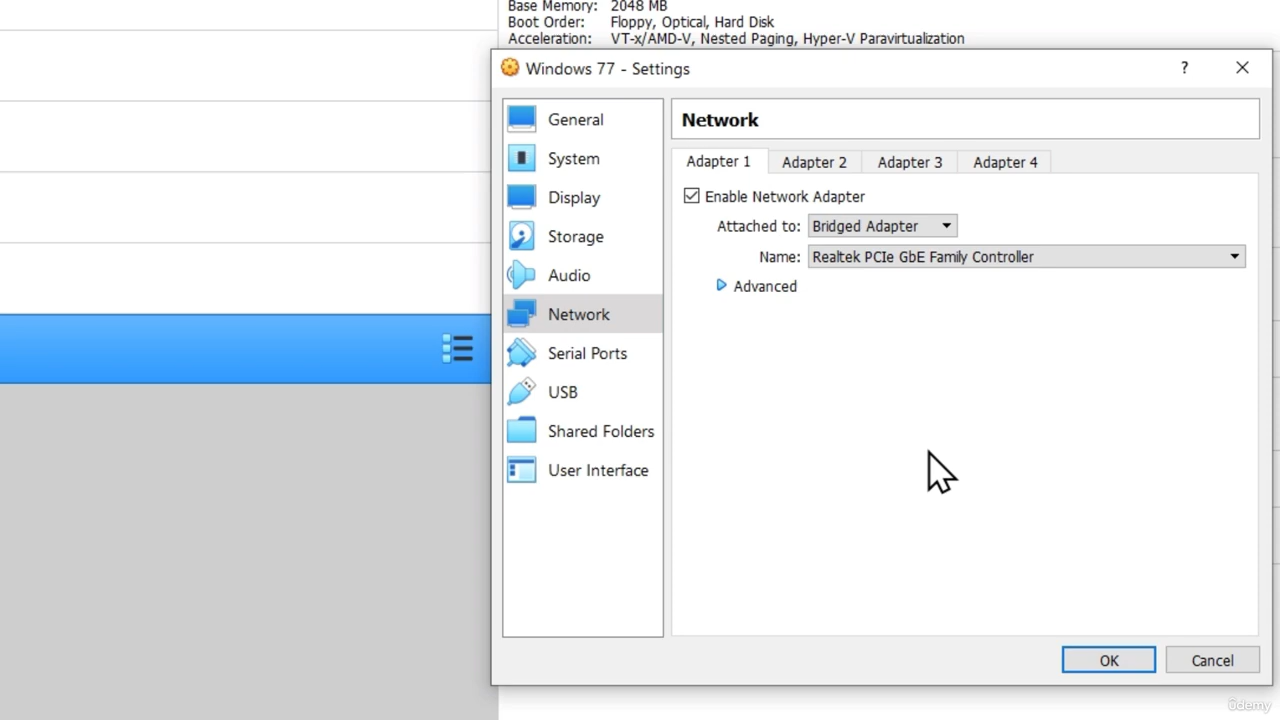 Base Memory: 2048 MB
Boot Order: Floppy, Optical, Hard Disk
Acceleration: VT-x/AMD-V, Nested Paging, Hyper-V Paravirtualization
Windows 77 - Settings
?
General
System
Display
Storage
Audio
Network
Serial Ports
USB
Shared Folders
User Interface
Network
Adapter 1 Adapter 2 Adapter 3 Adapter 4
Enable Network Adapter
Attached to: Bridged Adapter
Name: Realtek PCIe GbE Family Controller
Advanced
OK Cancel
ûdemy